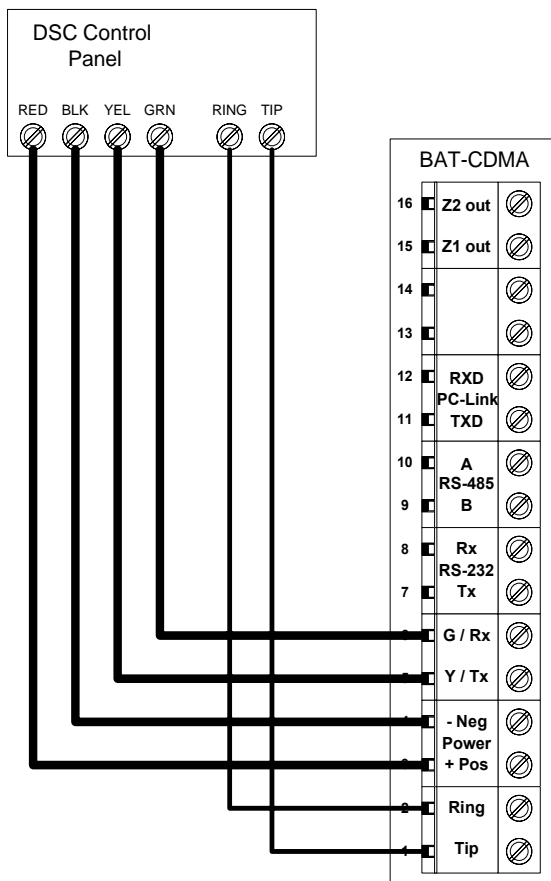 DSC Control
Panel
RED BLK YEL GRN RING TIP
BAT-CDMA
16 Z2 out
15 Z1 out
14
13
12 RXD
PC-Link
11 TXD
10 A
RS-485
9 B
8 Rx
RS-232
7 Tx
G / Rx
Y / Tx
- Neg
Power
+ Pos
2 Ring
1 Tip